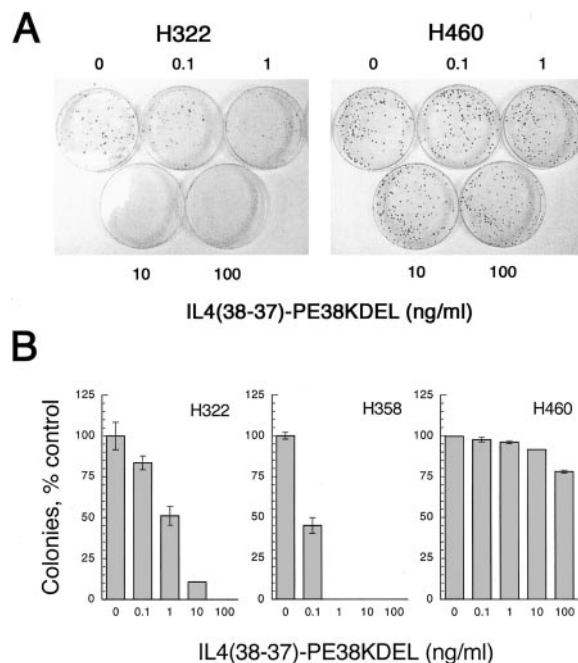 A
H322 H460
0 0.1 1 0 0.1 1
10 100 10 100
IL4(38-37)-PE38KDEL (ng/ml)
B
Colonies, % control
125 100 75 50 25 0
H322
0 0.1 1 10 100
125 100 75 50 25 0
H358
0 0.1 1 10 100
125 100 75 50 25 0
H460
0 0.1 1 10 100
IL4(38-37)-PE38KDEL (ng/ml)